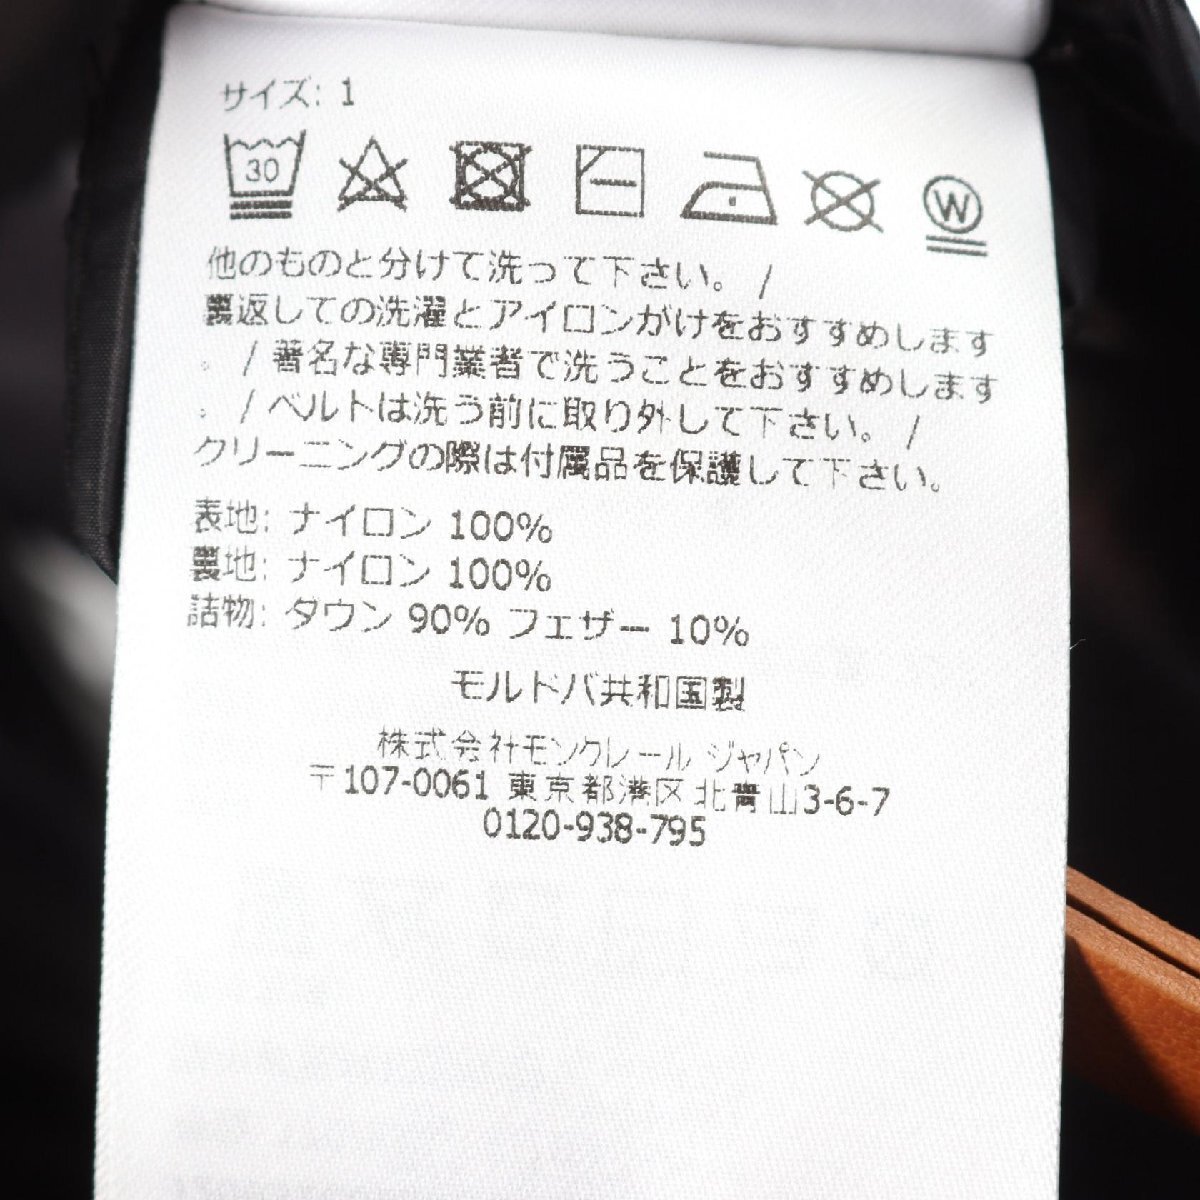 サイズ: 1
30
W
他のものと分けて洗って下さい。 /
裏返しての洗濯とアイロンがけをおすすめします
。 / 著名な専門業者で洗うことをおすすめします
。 / ベルトは洗う前に取り外して下さい。 /
クリーニングの際は付属品を保護して下さい。
表地: ナイロン 100%
裏地: ナイロン 100%
詰物: ダウン 90% フェザー 10%
モルドバ共和国製
株式会社モンクレール ジャパン
〒107-0061 東京都港区北青山3-6-7
0120-938-795